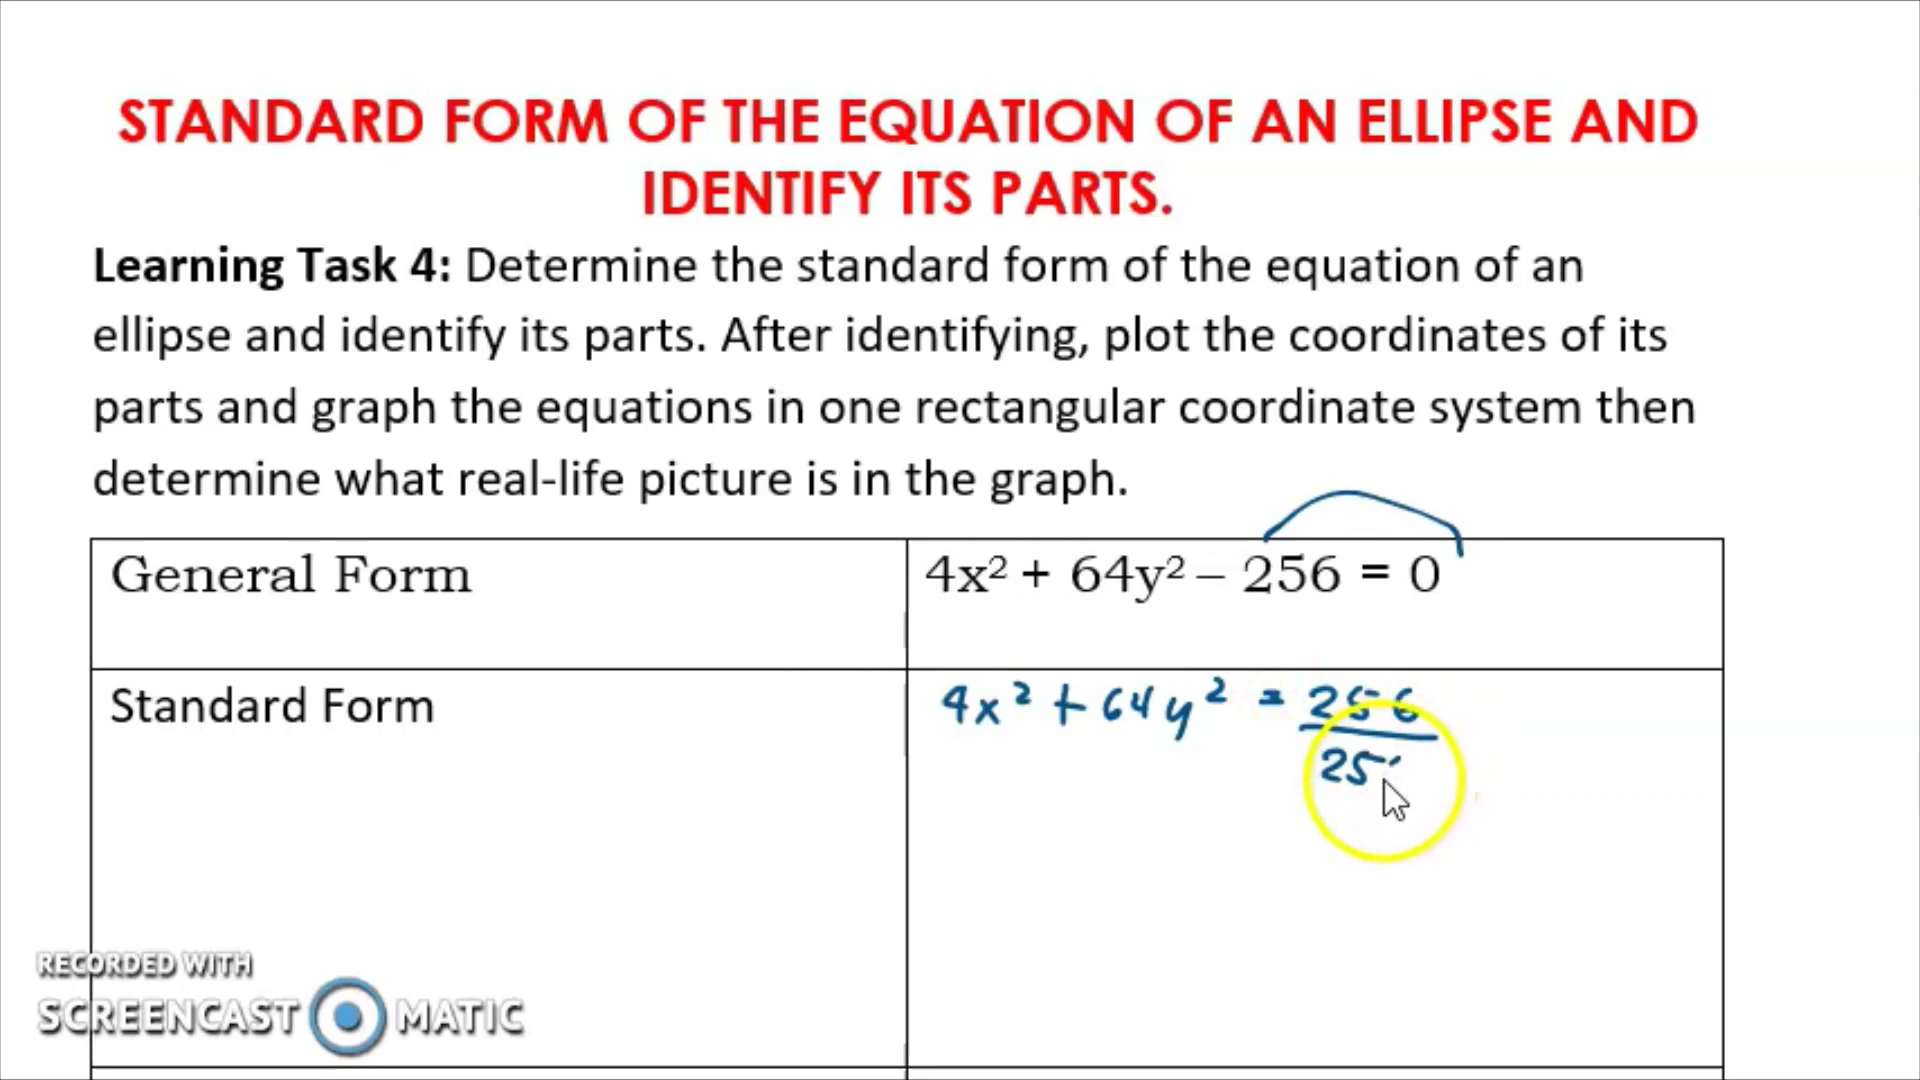 STANDARD FORM OF THE EQUATION OF AN ELLIPSE AND
IDENTIFY ITS PARTS.
Learning Task 4: Determine the standard form of the equation of an
ellipse and identify its parts. After identifying, plot the coordinates of its
parts and graph the equations in one rectangular coordinate system then
determine what real-life picture is in the graph.
General Form
4x² + 64y² – 256 = 0
Standard Form
4x² + 64y² = 256
25
RECORDED WITH
SCREENCAST MATIC